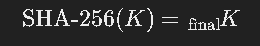 SHA-256(K) = finalK